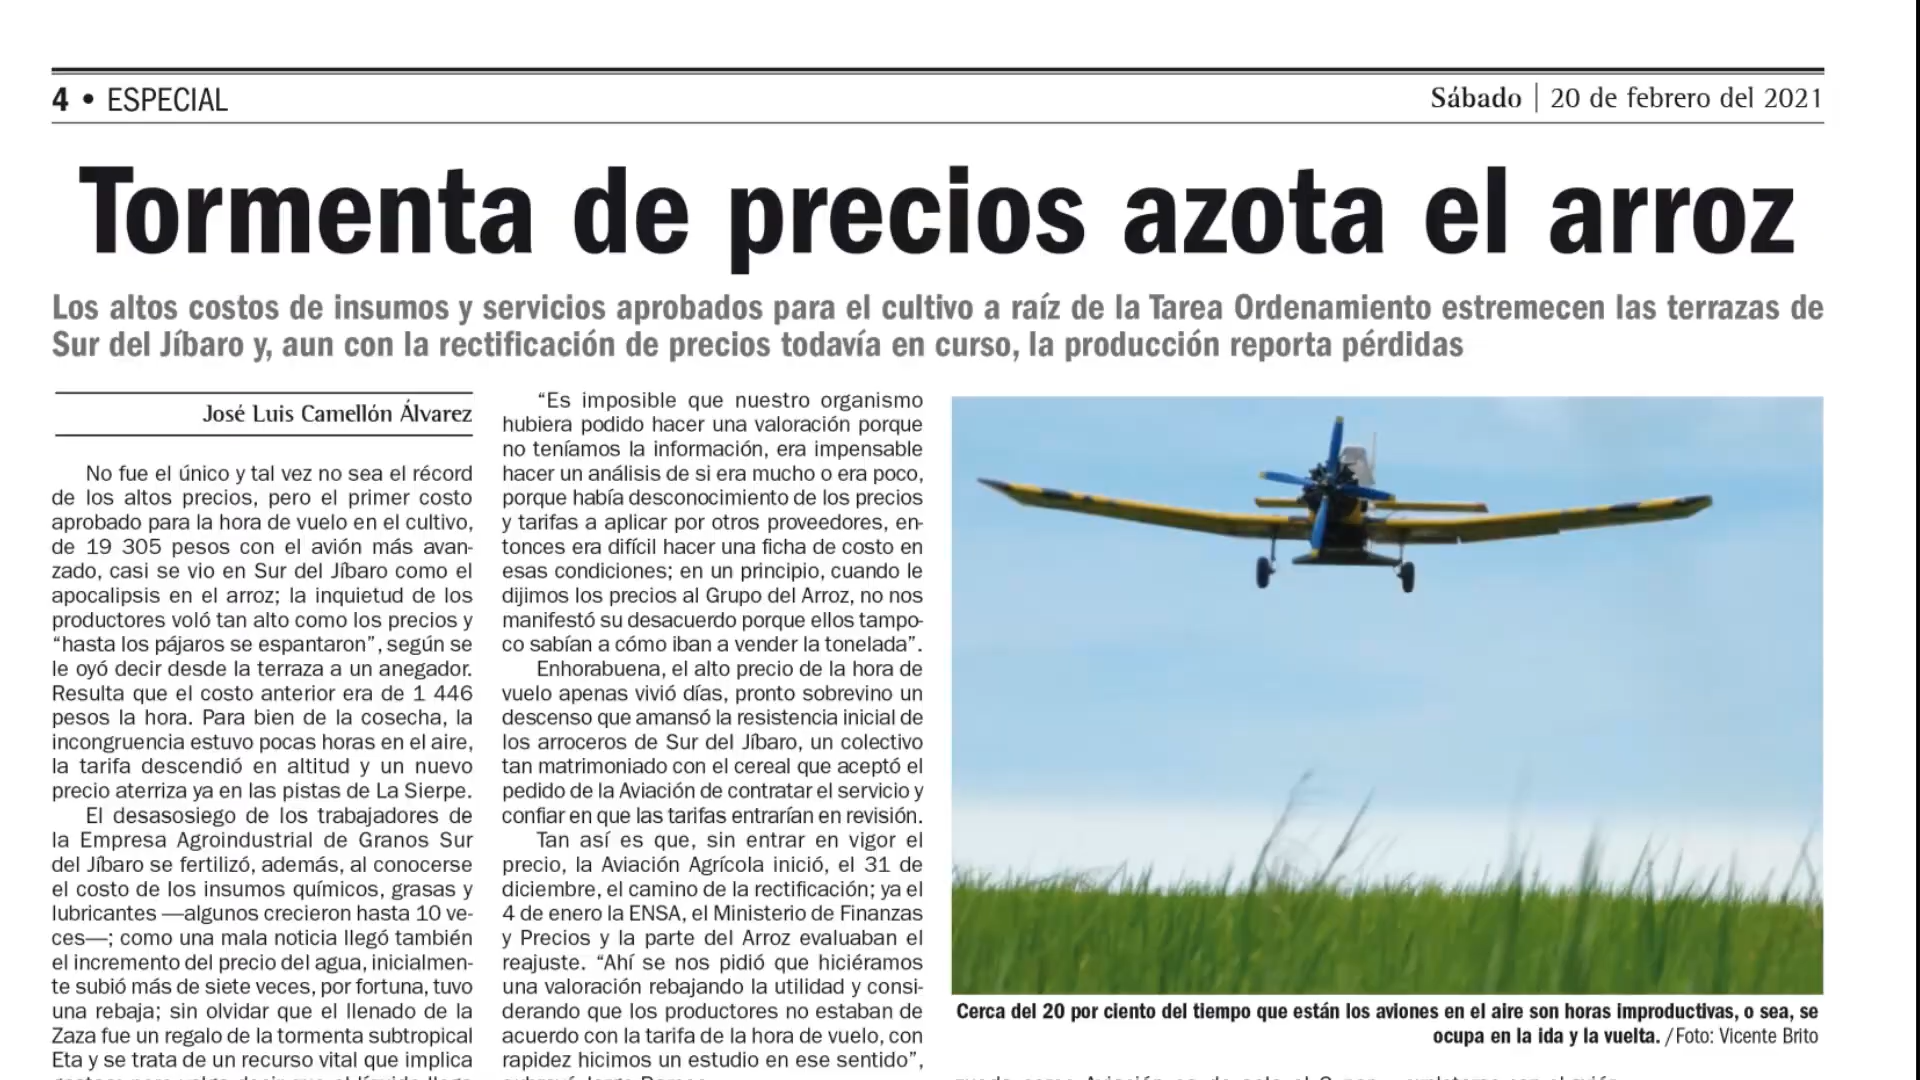 4 • ESPECIAL
Sábado | 20 de febrero del 2021
Tormenta de precios azota el arroz
Los altos costos de insumos y servicios aprobados para el cultivo a raíz de la Tarea Ordenamiento estremecen las terrazas de
Sur del Jíbaro y, aun con la rectificación de precios todavía en curso, la producción reporta pérdidas
José Luis Camellón Álvarez
No fue el único y tal vez no sea el récord
de los altos precios, pero el primer costo
aprobado para la hora de vuelo en el cultivo,
de 19 305 pesos con el avión más avan-
zado, casi se vio en Sur del Jíbaro como el
apocalipsis en el arroz; la inquietud de los
productores voló tan alto como los precios y
“hasta los pájaros se espantaron”, según se
le oyó decir desde la terraza a un anegador.
Resulta que el costo anterior era de 1 446
pesos la hora. Para bien de la cosecha, la
incongruencia estuvo pocas horas en el aire,
la tarifa descendió en altitud y un nuevo
precio aterriza ya en las pistas de La Sierpe.
El desasosiego de los trabajadores de
la Empresa Agroindustrial de Granos Sur
del Jíbaro se fertilizó, además, al conocerse
el costo de los insumos químicos, grasas y
lubricantes —algunos crecieron hasta 10 ve-
ces—; como una mala noticia llegó también
el incremento del precio del agua, inicialmen-
te subió más de siete veces, por fortuna, tuvo
una rebaja; sin olvidar que el llenado de la
Zaza fue un regalo de la tormenta subtropical
Eta y se trata de un recurso vital que implica
“Es imposible que nuestro organismo
hubiera podido hacer una valoración porque
no teníamos la información, era impensable
hacer un análisis de si era mucho o era poco,
porque había desconocimiento de los precios
y tarifas a aplicar por otros proveedores, en-
tonces era difícil hacer una ficha de costo en
esas condiciones; en un principio, cuando le
dijimos los precios al Grupo del Arroz, no nos
manifestó su desacuerdo porque ellos tampo-
co sabían a cómo iban a vender la tonelada”.
Enhorabuena, el alto precio de la hora de
vuelo apenas vivió días, pronto sobrevino un
descenso que amansó la resistencia inicial de
los arroceros de Sur del Jíbaro, un colectivo
tan matrimoniado con el cereal que aceptó el
pedido de la Aviación de contratar el servicio y
confiar en que las tarifas entrarían en revisión.
Tan así es que, sin entrar en vigor el
precio, la Aviación Agrícola inició, el 31 de
diciembre, el camino de la rectificación; ya el
4 de enero la ENSA, el Ministerio de Finanzas
y Precios y la parte del Arroz evaluaban el
reajuste. “Ahí se nos pidió que hiciéramos
una valoración rebajando la utilidad y consi-
derando que los productores no estaban de
acuerdo con la tarifa de la hora de vuelo, con
rapidez hicimos un estudio en ese sentido”,
Cerca del 20 por ciento del tiempo que están los aviones en el aire son horas improductivas, o sea, se
ocupa en la ida y la vuelta. /Foto: Vicente Brito